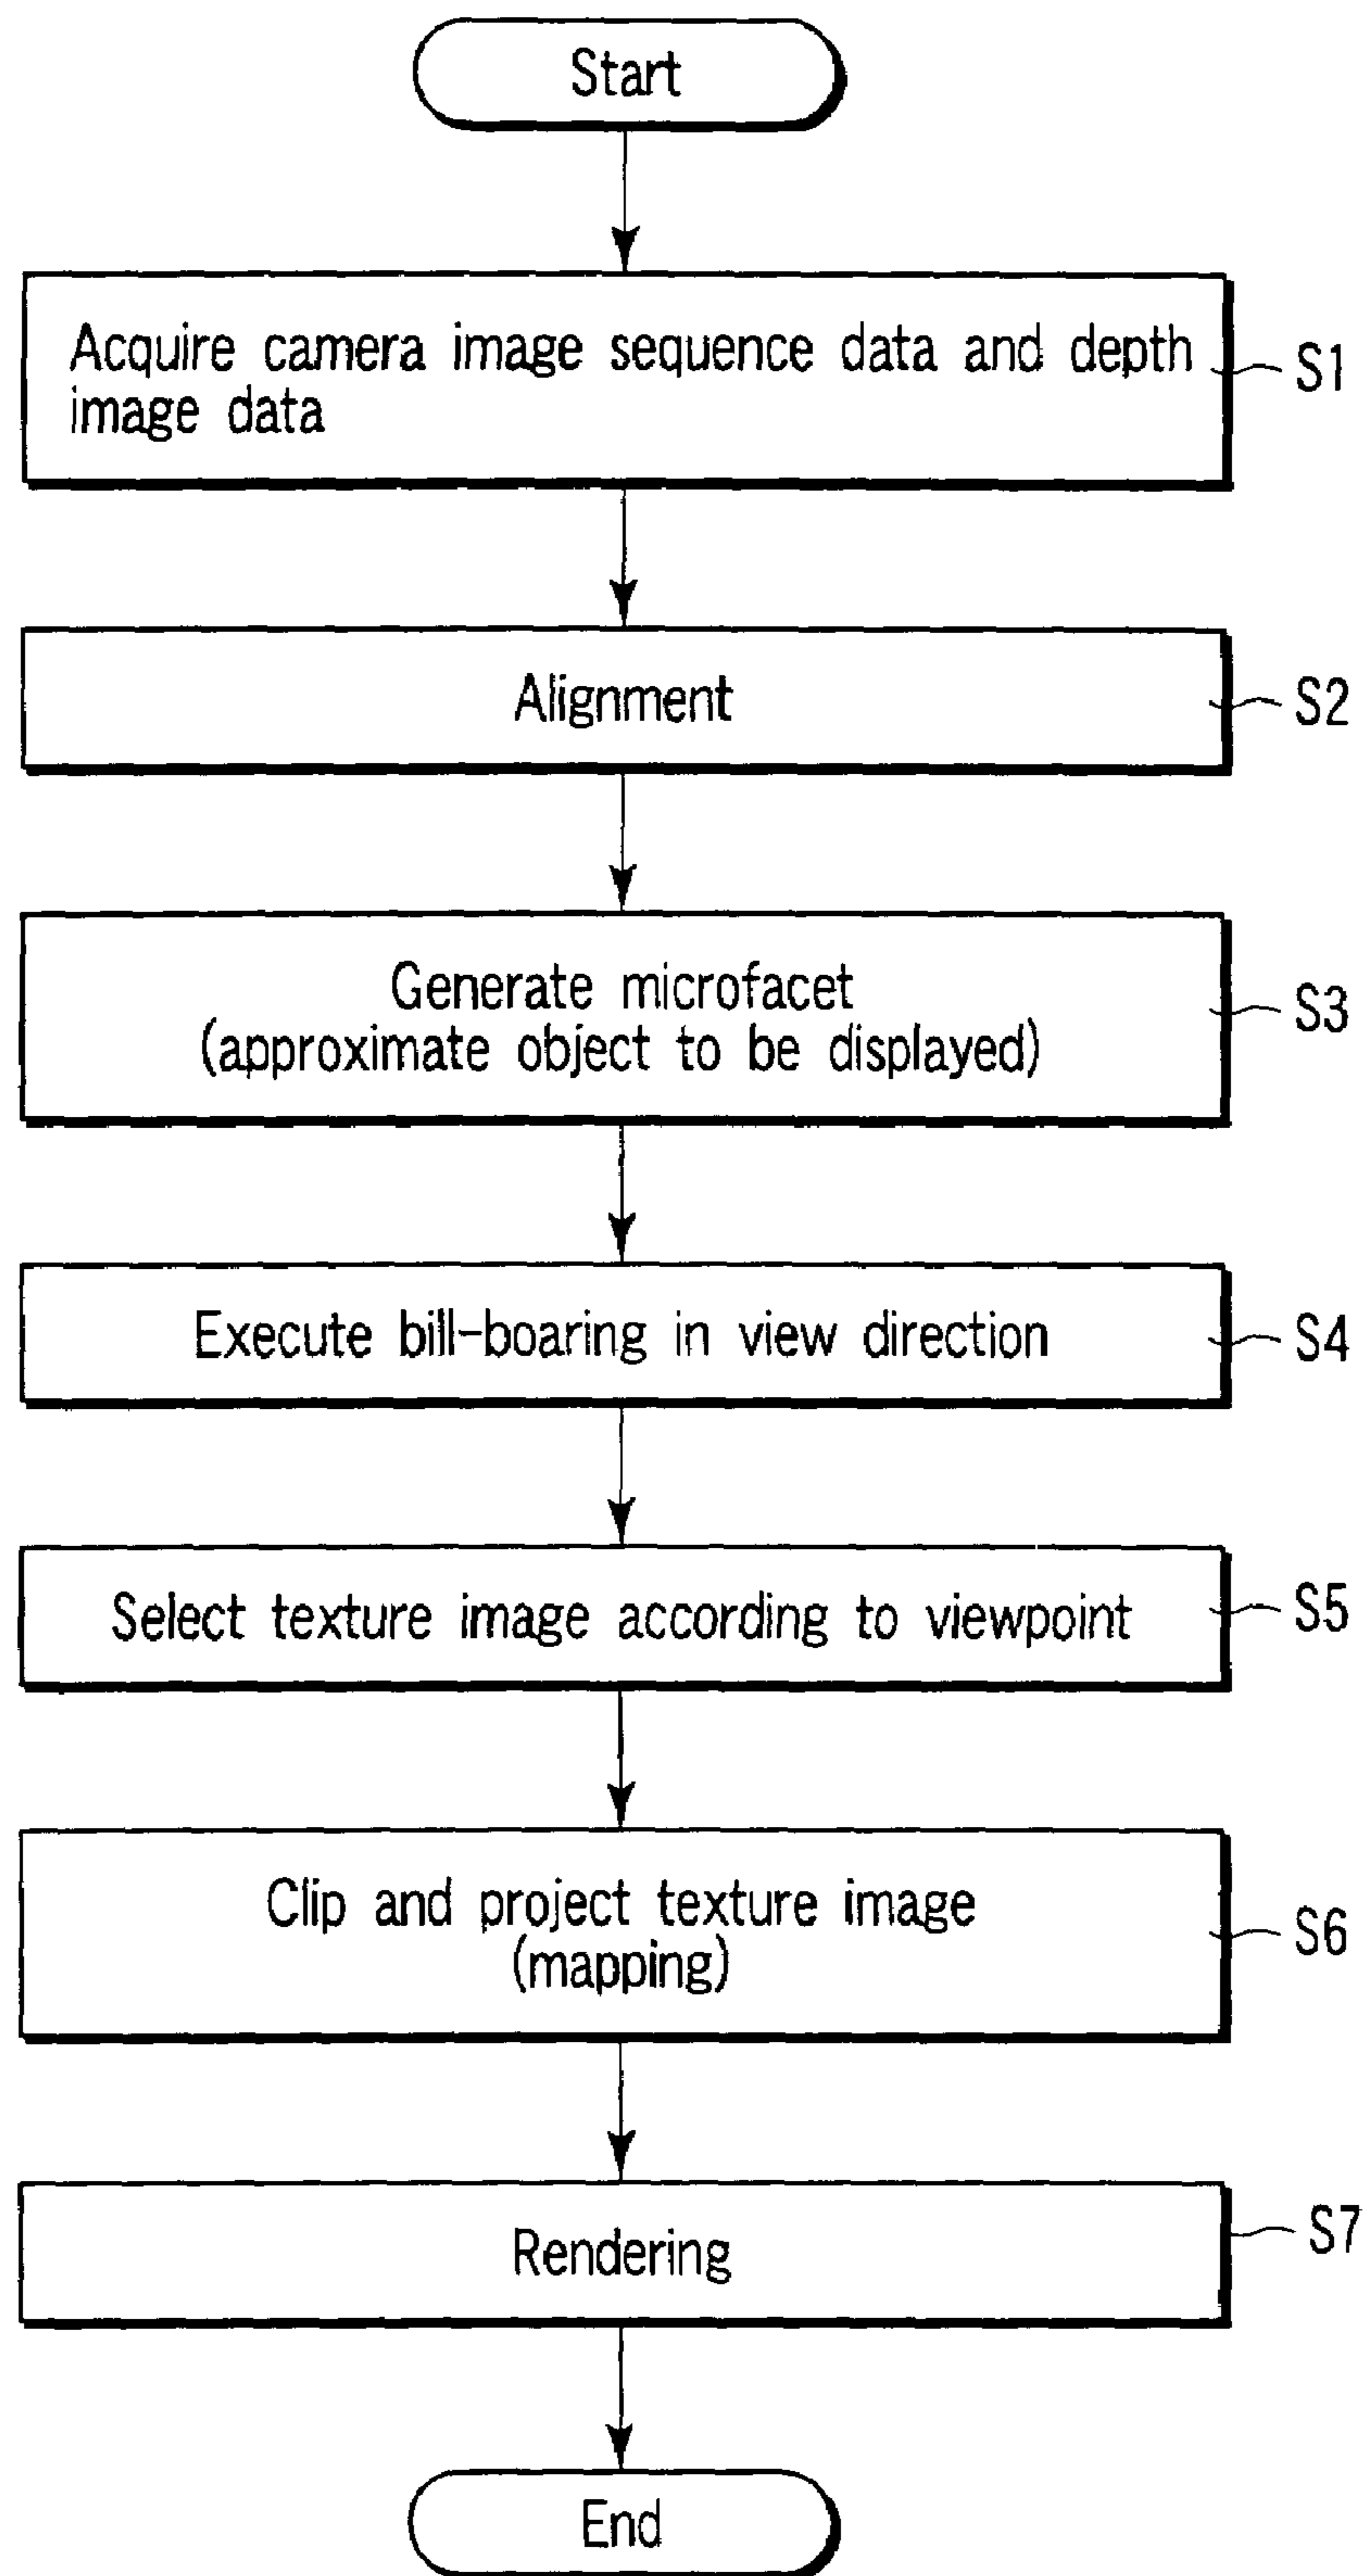 Start
Acquire camera image sequence data and depth
image data
S1
Alignment
S2
Generate microfacet
(approximate object to be displayed)
S3
Execute bill-boaring in view direction
S4
Select texture image according to viewpoint
S5
Clip and project texture image
(mapping)
S6
Rendering
S7
End